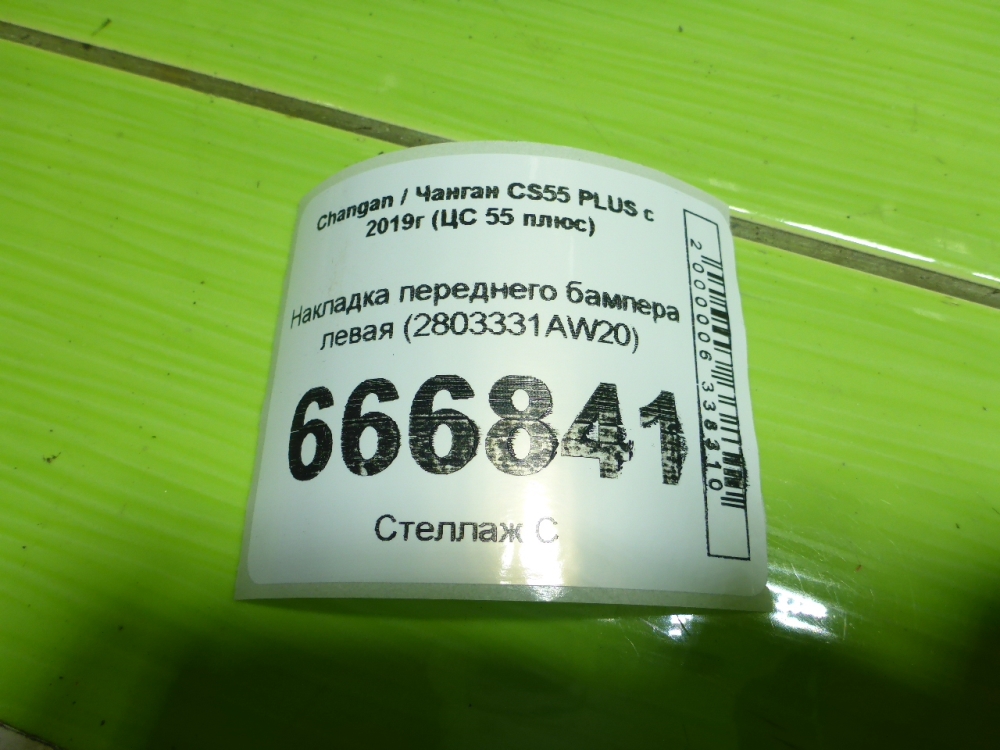 Changan / Чанган CS55 PLUS с
2019г (ЦС 55 плюс)
Накладка переднего бампера
левая (2803331AW20)
666841
Стеллаж С
2000006338310